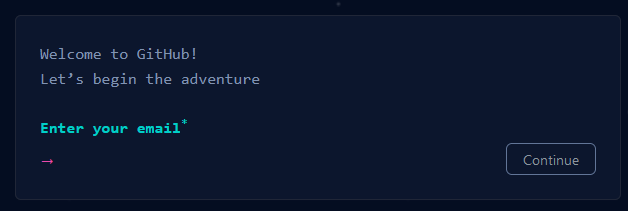 Welcome to GitHub!
Let’s begin the adventure
Enter your email*
→ Continue